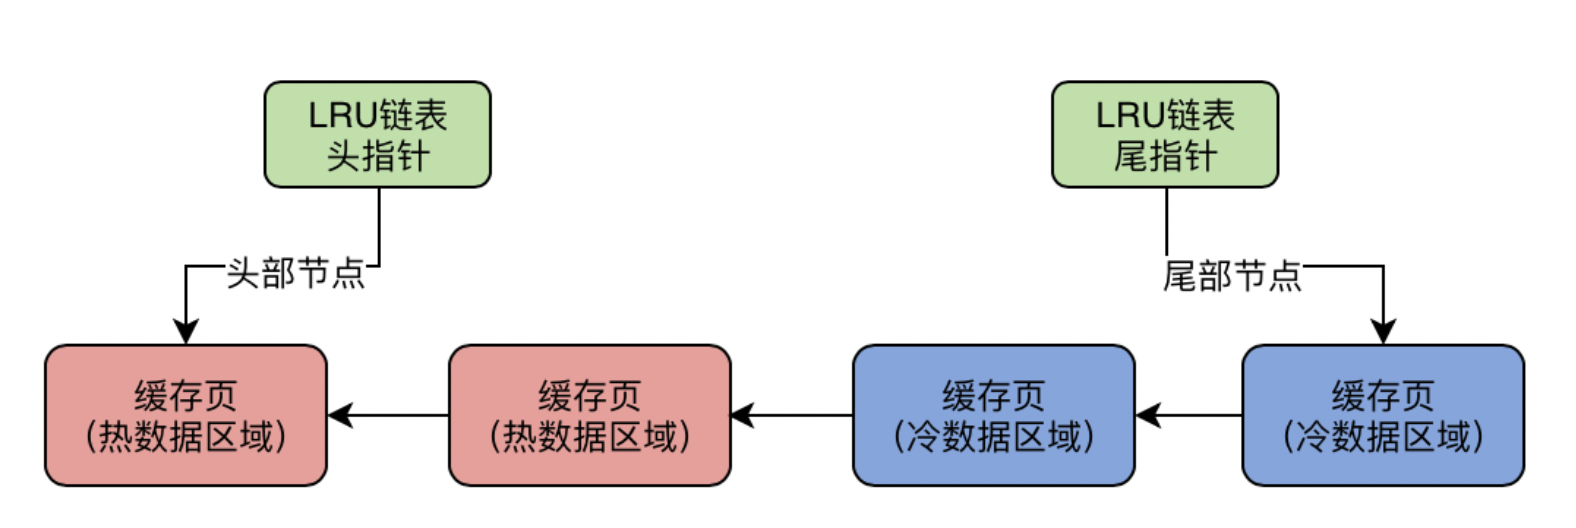 LRU链表
头指针
LRU链表
尾指针
头部节点
尾部节点
缓存页
（热数据区域）
缓存页
（热数据区域）
缓存页
（冷数据区域）
缓存页
（冷数据区域）